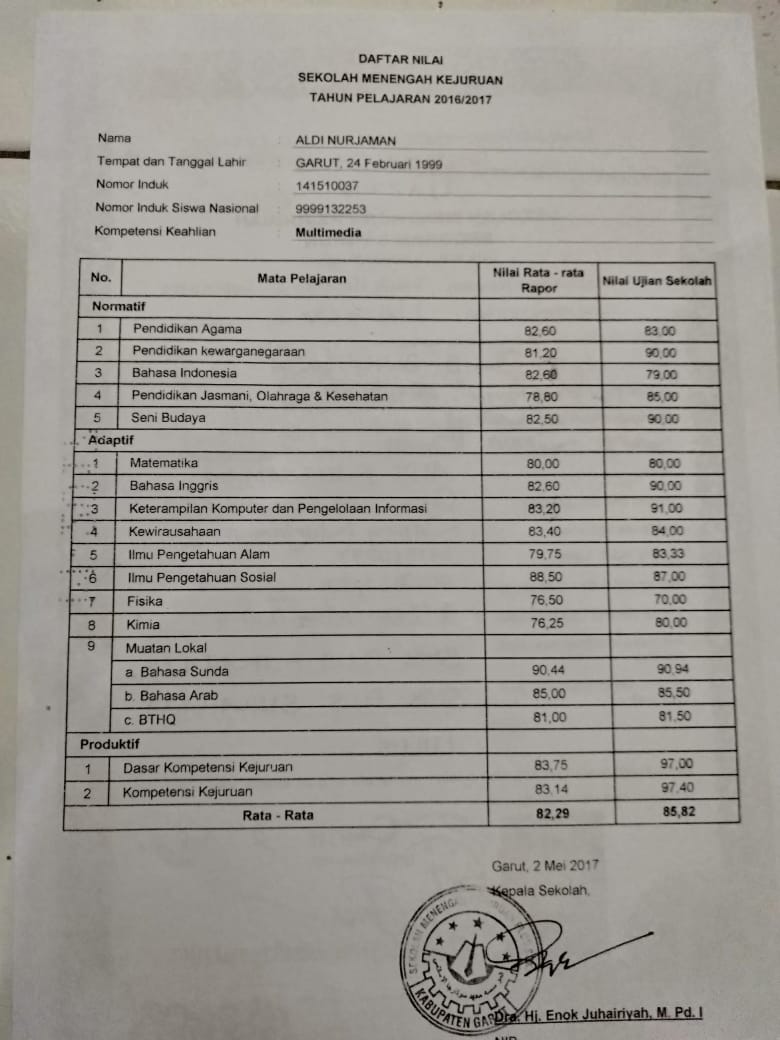 DAFTAR NILAI
SEKOLAH MENENGAH KEJURUAN
TAHUN PELAJARAN 2016/2017
Nama : ALDI NURJAMAN
Tempat dan Tanggal Lahir : GARUT, 24 Februari 1999
Nomor Induk : 141510037
Nomor Induk Siswa Nasional : 9999132253
Kompetensi Keahlian : Multimedia
No. Mata Pelajaran Nilai Rata - rata Rapor Nilai Ujian Sekolah
Normatif
1 Pendidikan Agama 82,60 83,00
2 Pendidikan kewarganegaraan 81,20 90,00
3 Bahasa Indonesia 82,60 79,00
4 Pendidikan Jasmani, Olahraga & Kesehatan 78,80 85,00
5 Seni Budaya 82,50 90,00
Adaptif
1 Matematika 80,00 80,00
2 Bahasa Inggris 82,60 90,00
3 Keterampilan Komputer dan Pengelolaan Informasi 83,20 91,00
4 Kewirausahaan 83,40 84,00
5 Ilmu Pengetahuan Alam 79,75 83,33
6 Ilmu Pengetahuan Sosial 88,50 87,00
7 Fisika 76,50 70,00
8 Kimia 76,25 80,00
9 Muatan Lokal
a. Bahasa Sunda 90,44 90,94
b. Bahasa Arab 85,00 85,50
c. BTHQ 81,00 81,50
Produktif
1 Dasar Kompetensi Kejuruan 83,75 97,00
2 Kompetensi Kejuruan 83,14 97,40
Rata - Rata 82,29 85,82
Garut, 2 Mei 2017
Kepala Sekolah,
SEKOLAH MENENGA
KABUPATEN GAR
Dra. Hj. Enok Juhairiyah, M. Pd. I
NIP